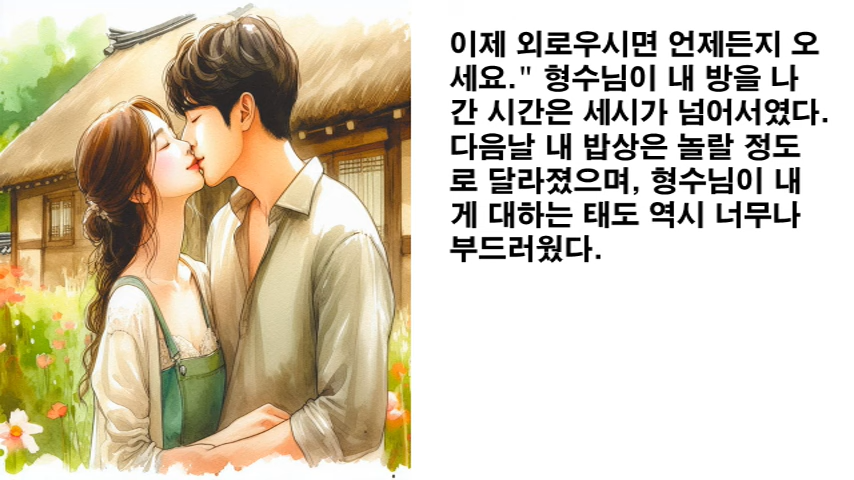 이제 외로우시면 언제든지 오
세요." 형수님이 내 방을 나
간 시간은 세시가 넘어서였다.
다음날 내 밥상은 놀랄 정도
로 달라졌으며, 형수님이 내
게 대하는 태도 역시 너무나
부드러웠다.